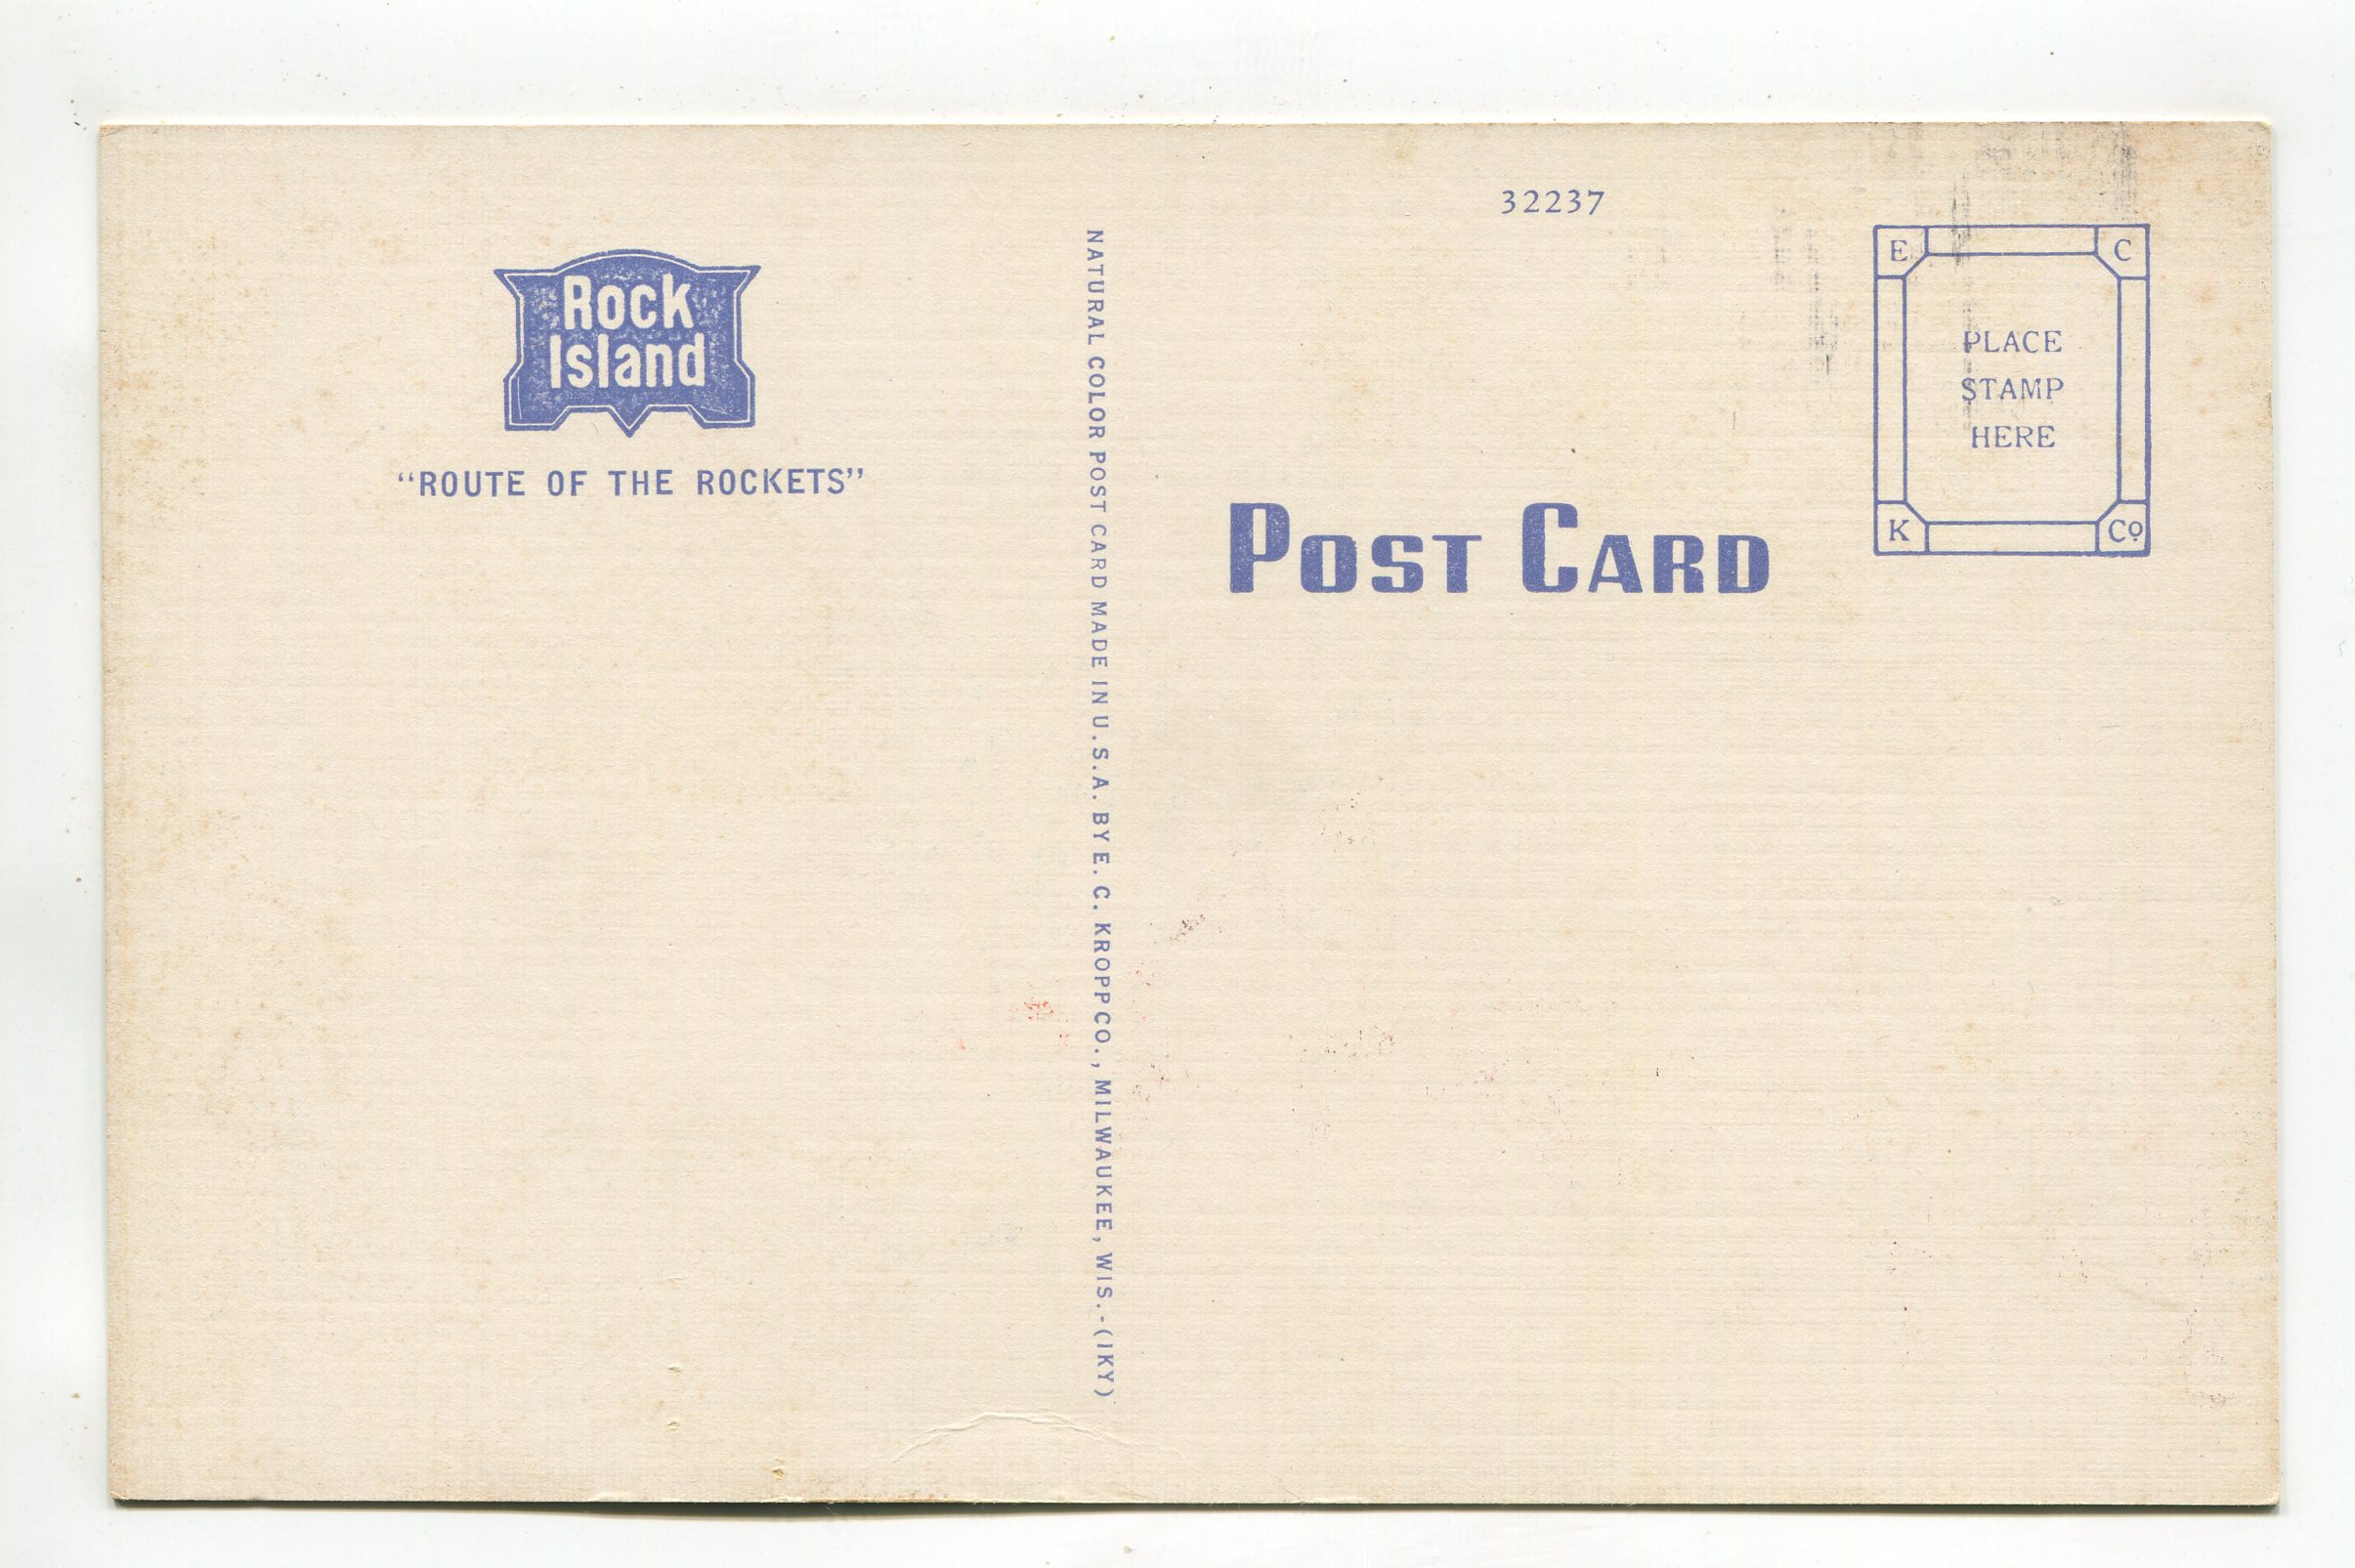 Rock
Island
“ROUTE OF THE ROCKETS”
NATURAL COLOR POST CARD MADE IN U.S.A. BY E. C. KROPP CO., MILWAUKEE, WIS.-(IKY)
32237
POST CARD
E C
PLACE
STAMP
HERE
K Co.